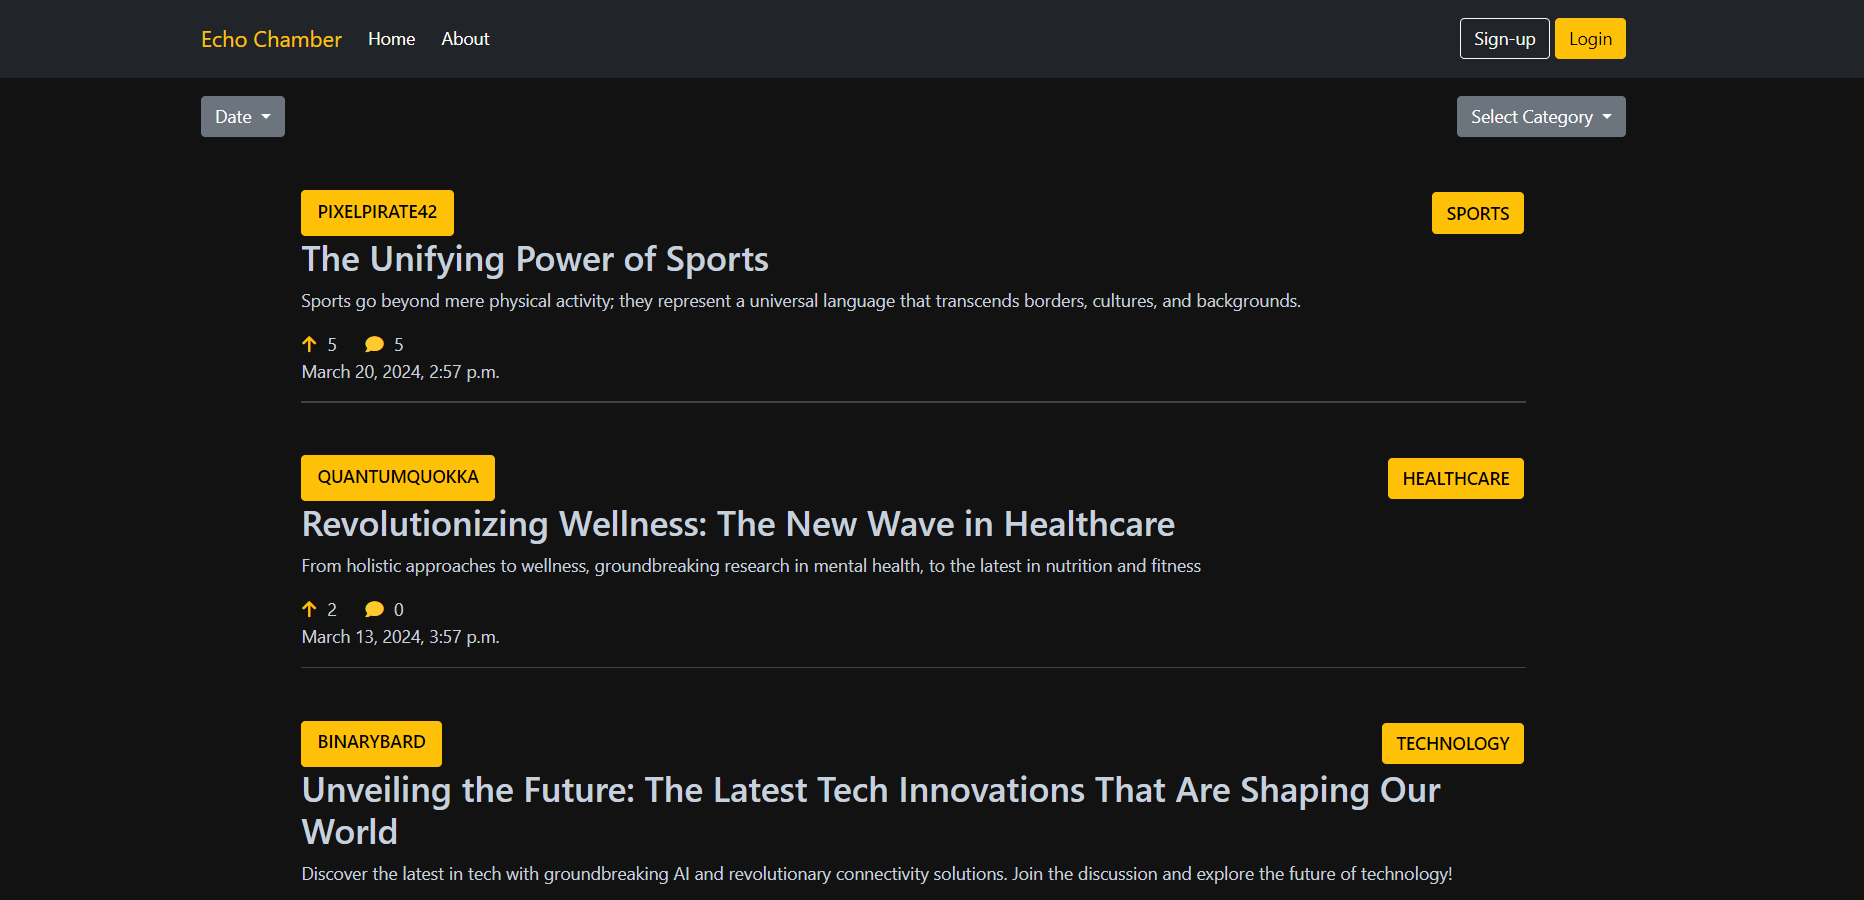 Echo Chamber Home About Sign-up Login
Date Select Category
PIXELPIRATE42 SPORTS
The Unifying Power of Sports
Sports go beyond mere physical activity; they represent a universal language that transcends borders, cultures, and backgrounds.
5 5
March 20, 2024, 2:57 p.m.
QUANTUMQUOKKA HEALTHCARE
Revolutionizing Wellness: The New Wave in Healthcare
From holistic approaches to wellness, groundbreaking research in mental health, to the latest in nutrition and fitness
2 0
March 13, 2024, 3:57 p.m.
BINARYBARD TECHNOLOGY
Unveiling the Future: The Latest Tech Innovations That Are Shaping Our
World
Discover the latest in tech with groundbreaking AI and revolutionary connectivity solutions. Join the discussion and explore the future of technology!